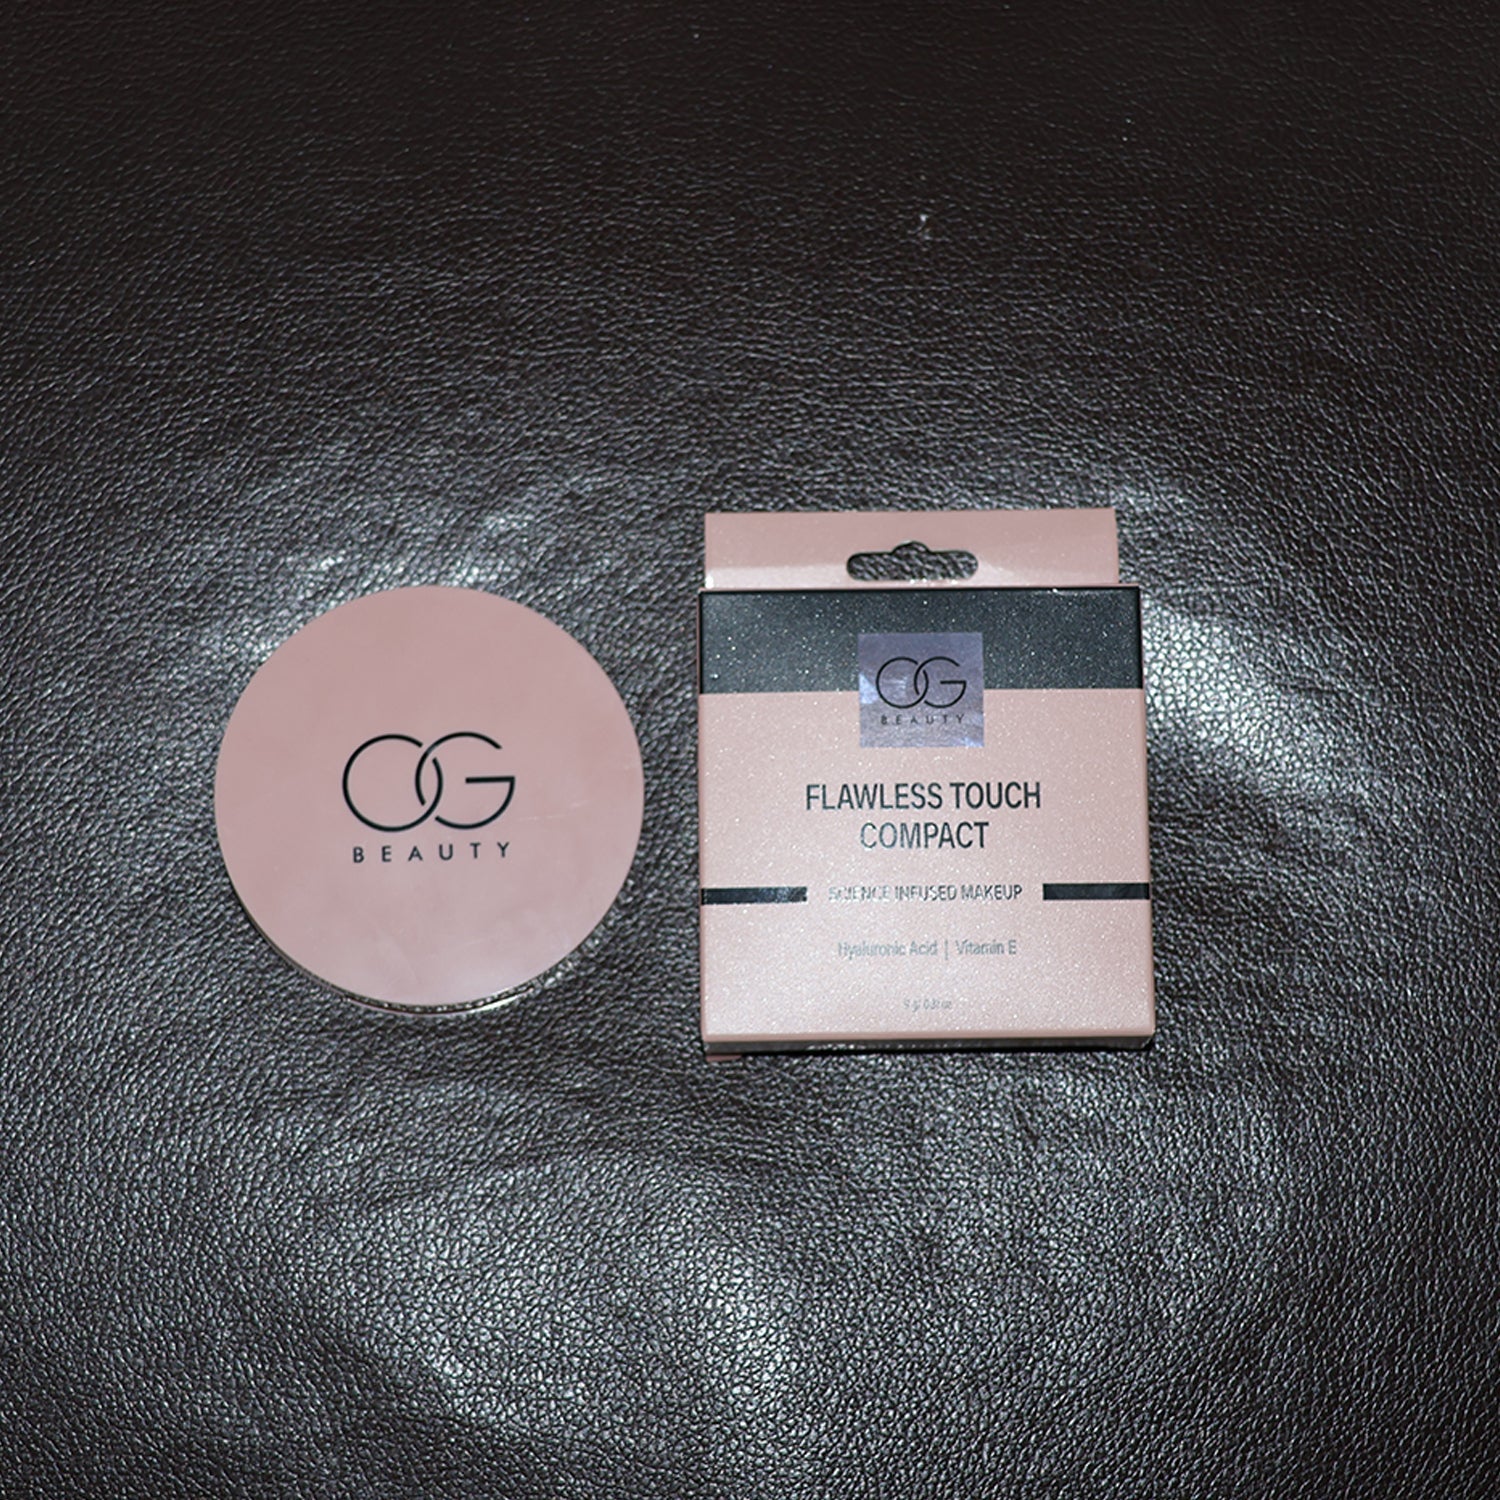 OG
BEAUTY
OG
BEAUTY
FLAWLESS TOUCH
COMPACT
SCIENCE INFUSED MAKEUP
Hyaluronic Acid | Vitamin E